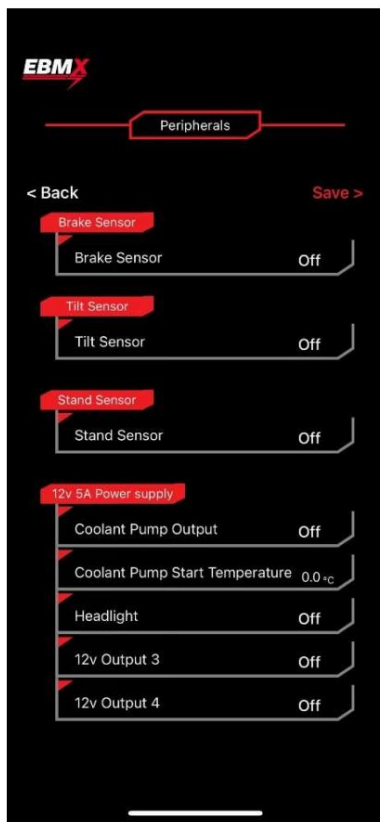 EBMX
Peripherals
< Back Save >
Brake Sensor
Brake Sensor Off
Tilt Sensor
Tilt Sensor Off
Stand Sensor
Stand Sensor Off
12v 5A Power supply
Coolant Pump Output Off
Coolant Pump Start Temperature 0.0 °C
Headlight Off
12v Output 3 Off
12v Output 4 Off